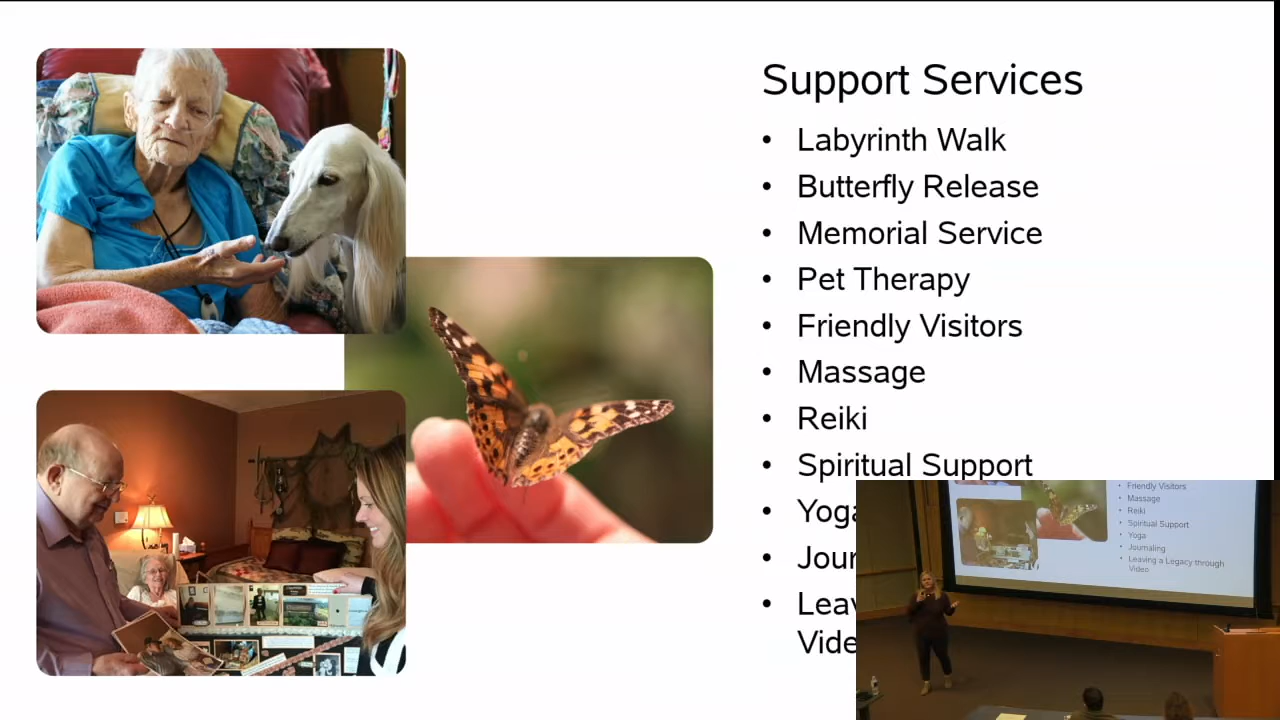 Support Services
• Labyrinth Walk
• Butterfly Release
• Memorial Service
• Pet Therapy
• Friendly Visitors
• Massage
• Reiki
• Spiritual Support
• Yoga
• Jour
• Leav
Vide
• Friendly Visitors
• Massage
• Reiki
• Spiritual Support
• Yoga
• Journaling
• Leaving a Legacy through
Video